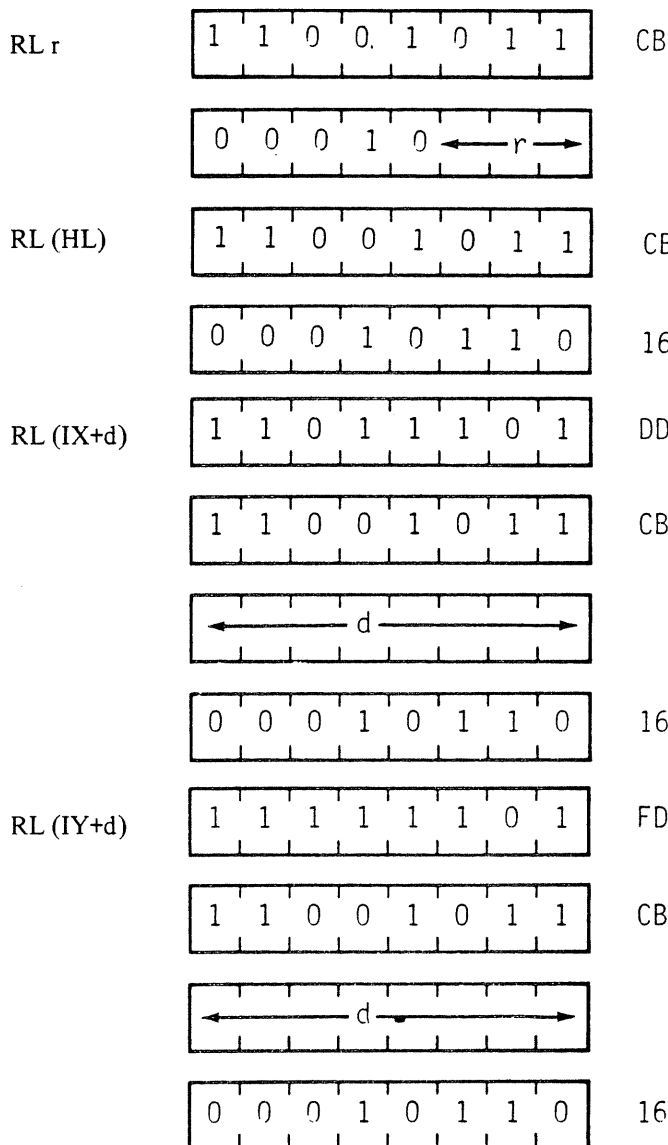 RL r 1 1 0 0 1 0 1 1 CB
0 0 0 1 0 r
RL (HL) 1 1 0 0 1 0 1 1 CB
0 0 0 1 0 1 1 0 16
RL (IX+d) 1 1 0 1 1 1 0 1 DD
1 1 0 0 1 0 1 1 CB
d
0 0 0 1 0 1 1 0 16
RL (IY+d) 1 1 1 1 1 1 0 1 FD
1 1 0 0 1 0 1 1 CB
d
0 0 0 1 0 1 1 0 16